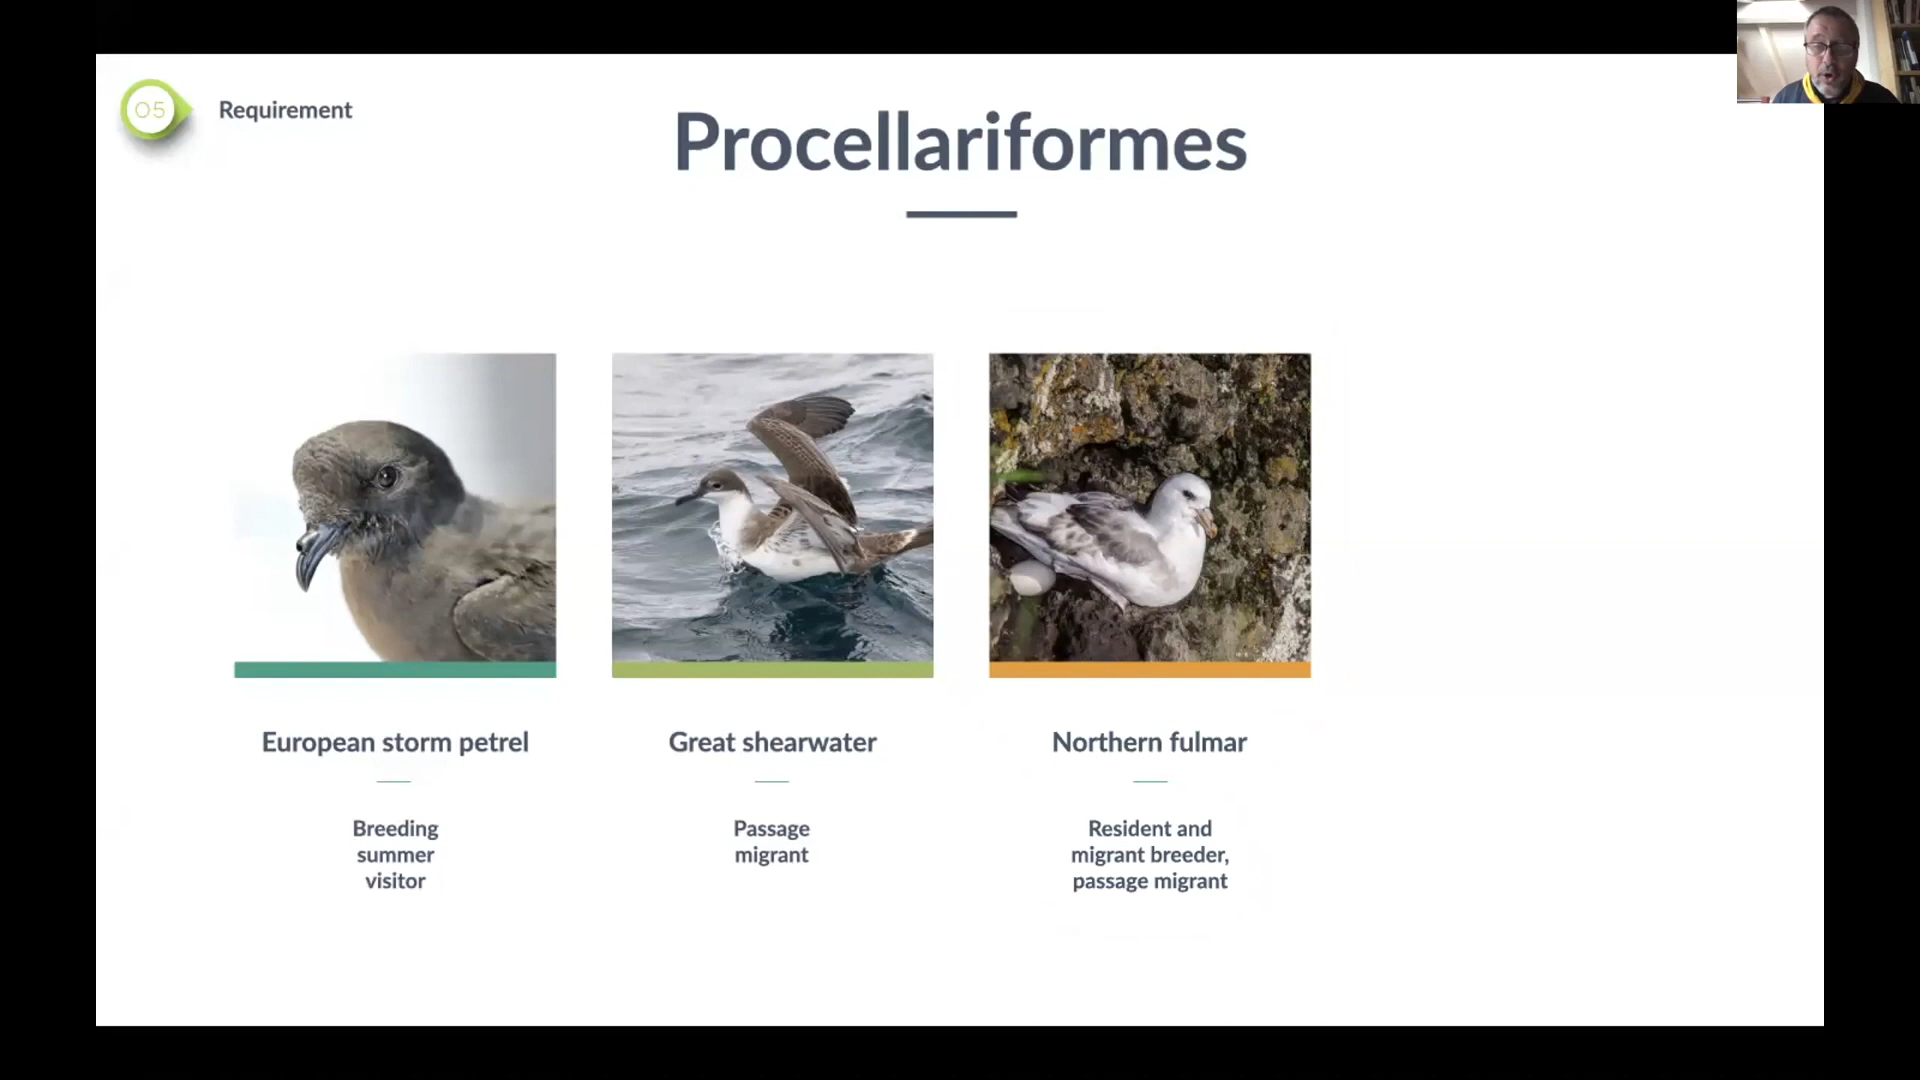 05
Requirement
Procellariformes
European storm petrel
Breeding
summer
visitor
Great shearwater
Passage
migrant
Northern fulmar
Resident and
migrant breeder,
passage migrant